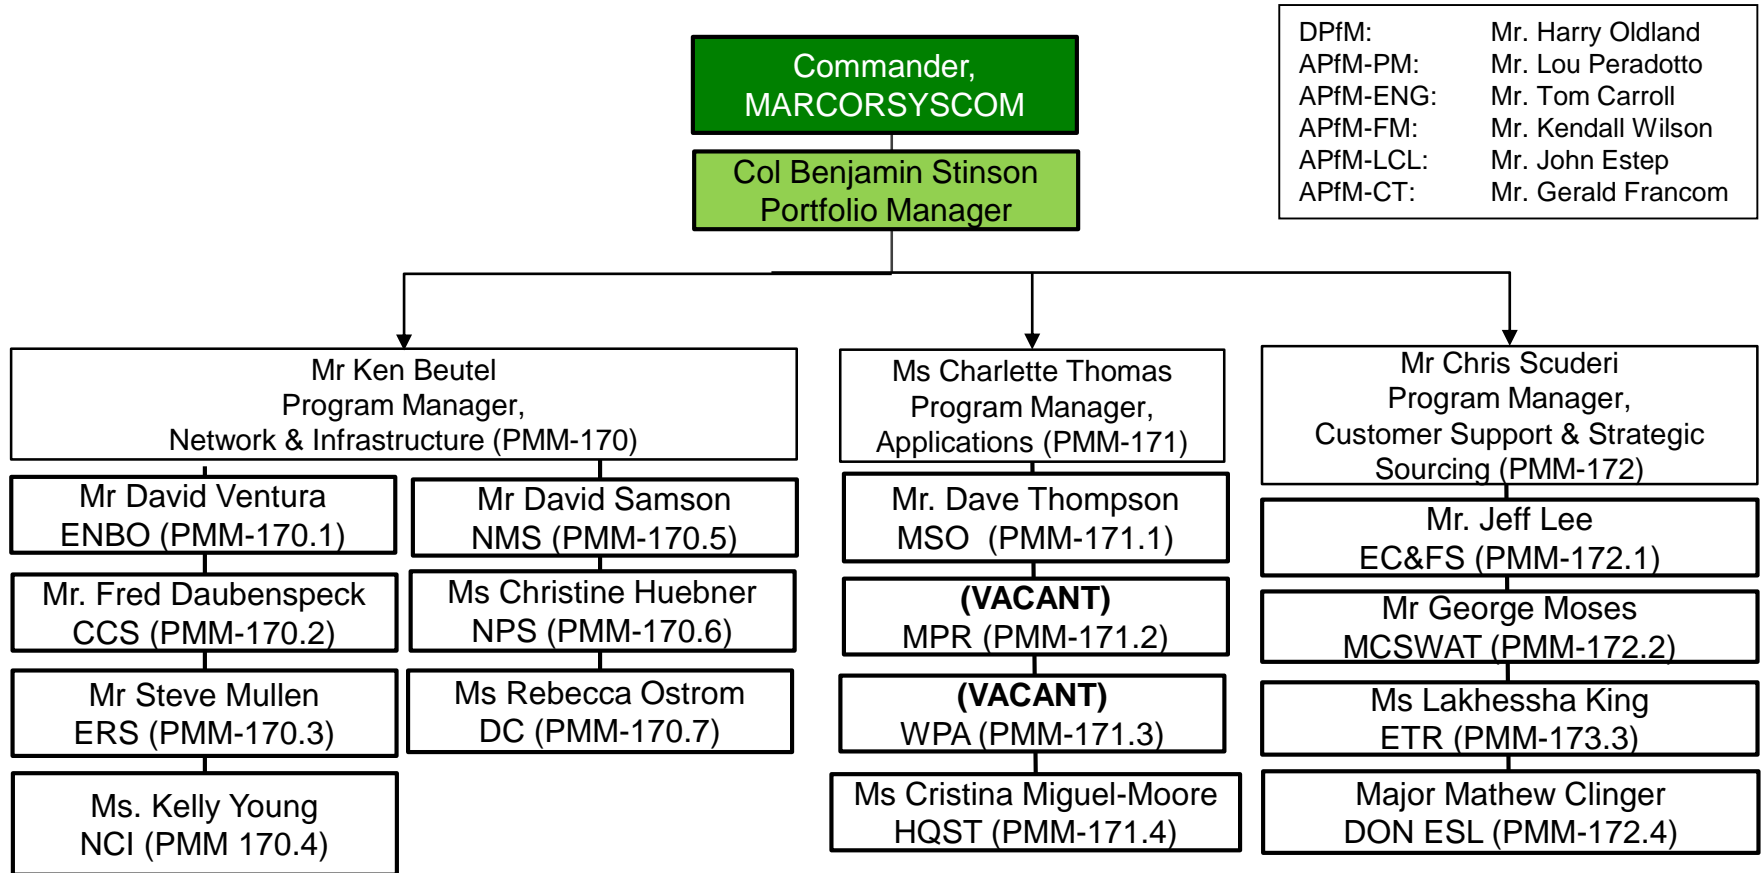 DPfM: Mr. Harry Oldland
APfM-PM: Mr. Lou Peradotto
APfM-ENG: Mr. Tom Carroll
APfM-FM: Mr. Kendall Wilson
APfM-LCL: Mr. John Estep
APfM-CT: Mr. Gerald Francom
Commander,
MARCORSYSCOM
Col Benjamin Stinson
Portfolio Manager
Mr Ken Beutel
Program Manager,
Network & Infrastructure (PMM-170)
Mr David Ventura
ENBO (PMM-170.1)
Mr. Fred Daubenspeck
CCS (PMM-170.2)
Mr Steve Mullen
ERS (PMM-170.3)
Ms. Kelly Young
NCI (PMM 170.4)
Mr David Samson
NMS (PMM-170.5)
Ms Christine Huebner
NPS (PMM-170.6)
Ms Rebecca Ostrom
DC (PMM-170.7)
Ms Charlette Thomas
Program Manager,
Applications (PMM-171)
Mr. Dave Thompson
MSO (PMM-171.1)
(VACANT)
MPR (PMM-171.2)
(VACANT)
WPA (PMM-171.3)
Ms Cristina Miguel-Moore
HQST (PMM-171.4)
Mr Chris Scuderi
Program Manager,
Customer Support & Strategic
Sourcing (PMM-172)
Mr. Jeff Lee
EC&FS (PMM-172.1)
Mr George Moses
MCSWAT (PMM-172.2)
Ms Lakhessha King
ETR (PMM-173.3)
Major Mathew Clinger
DON ESL (PMM-172.4)